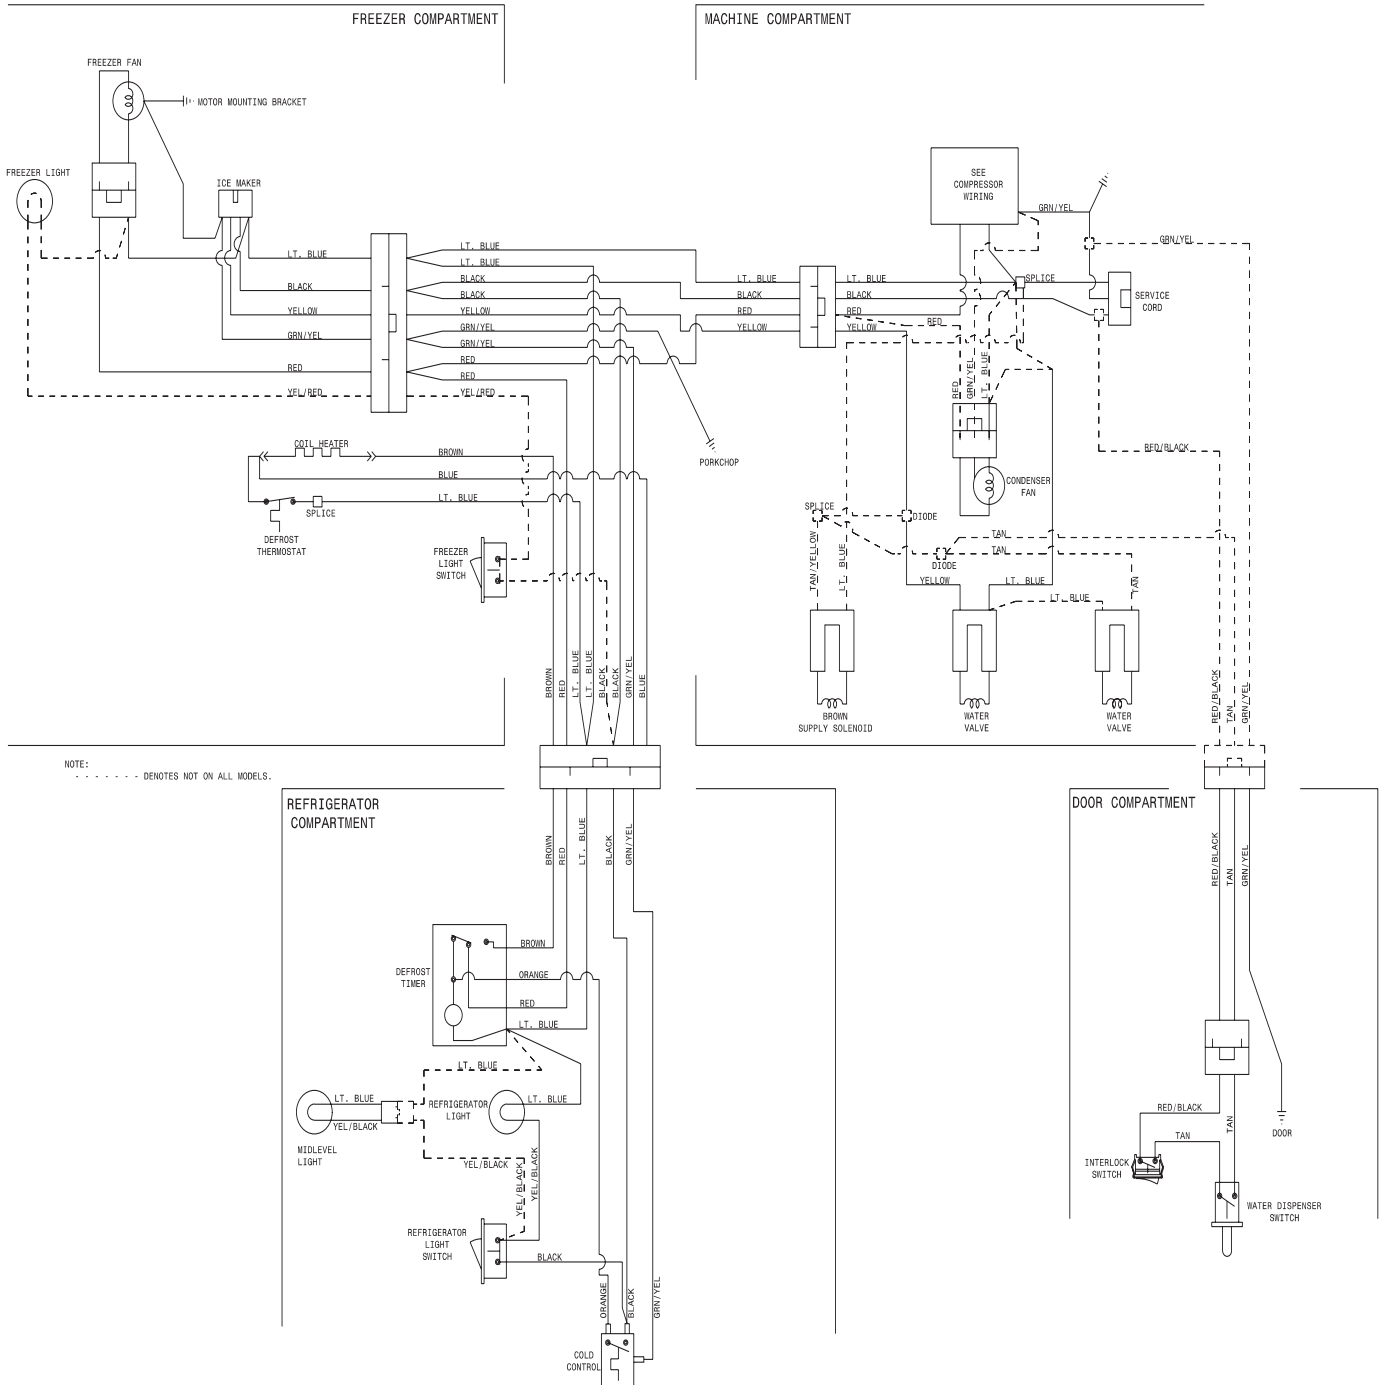 FREEZER COMPARTMENT
MACHINE COMPARTMENT
FREEZER FAN
MOTOR MOUNTING BRACKET
FREEZER LIGHT
ICE MAKER
SEE
COMPRESSOR
WIRING
GRN/YEL
GRN/YEL
LT. BLUE
LT. BLUE
LT. BLUE
BLACK
BLACK
BLACK
YELLOW
YELLOW
GRN/YEL
GRN/YEL
GRN/YEL
RED
RED
RED
YEL/RED
YEL/RED
LT. BLUE
BLACK
RED
YELLOW
LT. BLUE
BLACK
RED
YELLOW
RED
SPLICE
SERVICE
CORD
RED
GRN/YEL
LT. BLUE
PORKCHOP
RED/BLACK
COIL HEATER
BROWN
BLUE
LT. BLUE
SPLICE
DEFROST
THERMOSTAT
CONDENSER
FAN
SPLICE
DIODE
TAN
TAN
DIODE
FREEZER
LIGHT
SWITCH
TAN/YELLOW
LT. BLUE
YELLOW
LT. BLUE
LT. BLUE
TAN
BROWN
RED
LT. BLUE
LT. BLUE
BLACK
BLACK
GRN/YEL
BLUE
BROWN
SUPPLY SOLENOID
WATER
VALVE
WATER
VALVE
RED/BLACK
TAN
GRN/YEL
NOTE:
- - - - - - - DENOTES NOT ON ALL MODELS.
REFRIGERATOR
COMPARTMENT
DOOR COMPARTMENT
BROWN
RED
LT. BLUE
BLACK
GRN/YEL
RED/BLACK
TAN
GRN/YEL
DEFROST
TIMER
BROWN
ORANGE
RED
LT. BLUE
LT. BLUE
LT. BLUE
YEL/BLACK
MIDLEVEL
LIGHT
REFRIGERATOR
LIGHT
LT. BLUE
YEL/BLACK
YEL/BLACK
YEL/BLACK
REFRIGERATOR
LIGHT
SWITCH
BLACK
ORANGE
BLACK
GRN/YEL
COLD
CONTROL
RED/BLACK
TAN
TAN
DOOR
INTERLOCK
SWITCH
WATER DISPENSER
SWITCH